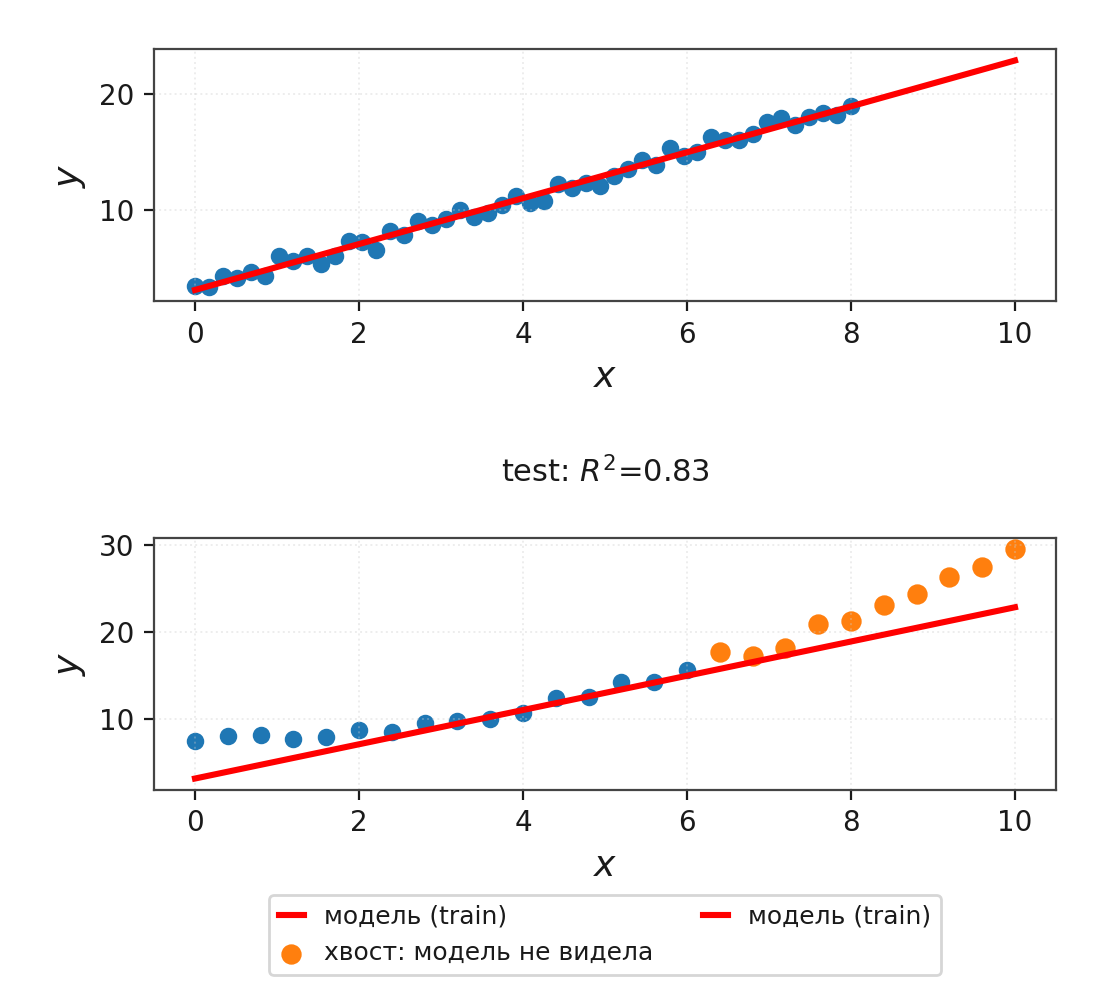 20
10
y
0 2 4 6 8 10
x
test: R²=0.83
30
20
10
y
0 2 4 6 8 10
x
модель (train) модель (train)
хвост: модель не видела